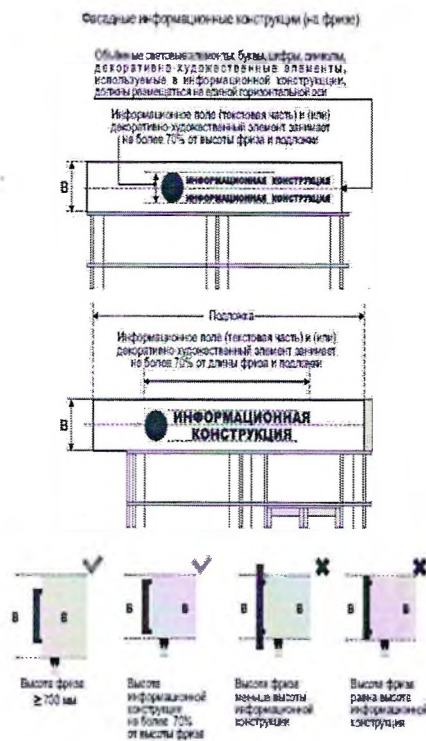 Фасадные информационные конструкции (на фризе)
Объёмные световые элементы: буквы, цифры, символы,
декоративно-художественные элементы,
используемые в информационной конструкции,
должны размещаться на единой горизонтальной оси
Информационное поле (текстовая часть) и (или)
декоративно-художественный элемент занимает
не более 70% от высоты фриза и подложки
В
ИНФОРМАЦИОННАЯ КОНСТРУКЦИЯ
ИНФОРМАЦИОННАЯ КОНСТРУКЦИЯ
Подложка
Информационное поле (текстовая часть) и (или)
декоративно-художественный элемент занимает
не более 70% от длины фриза и подложки
В
ИНФОРМАЦИОННАЯ
КОНСТРУКЦИЯ
В В
Высота фриза
≥ 700 мм
В В
Высота
информационной
конструкции
не более 70%
от высоты фриза
В В
Высота фриза
меньше высоты
информационной
конструкции
В В
Высота фриза
равна высоте
информационной
конструкция